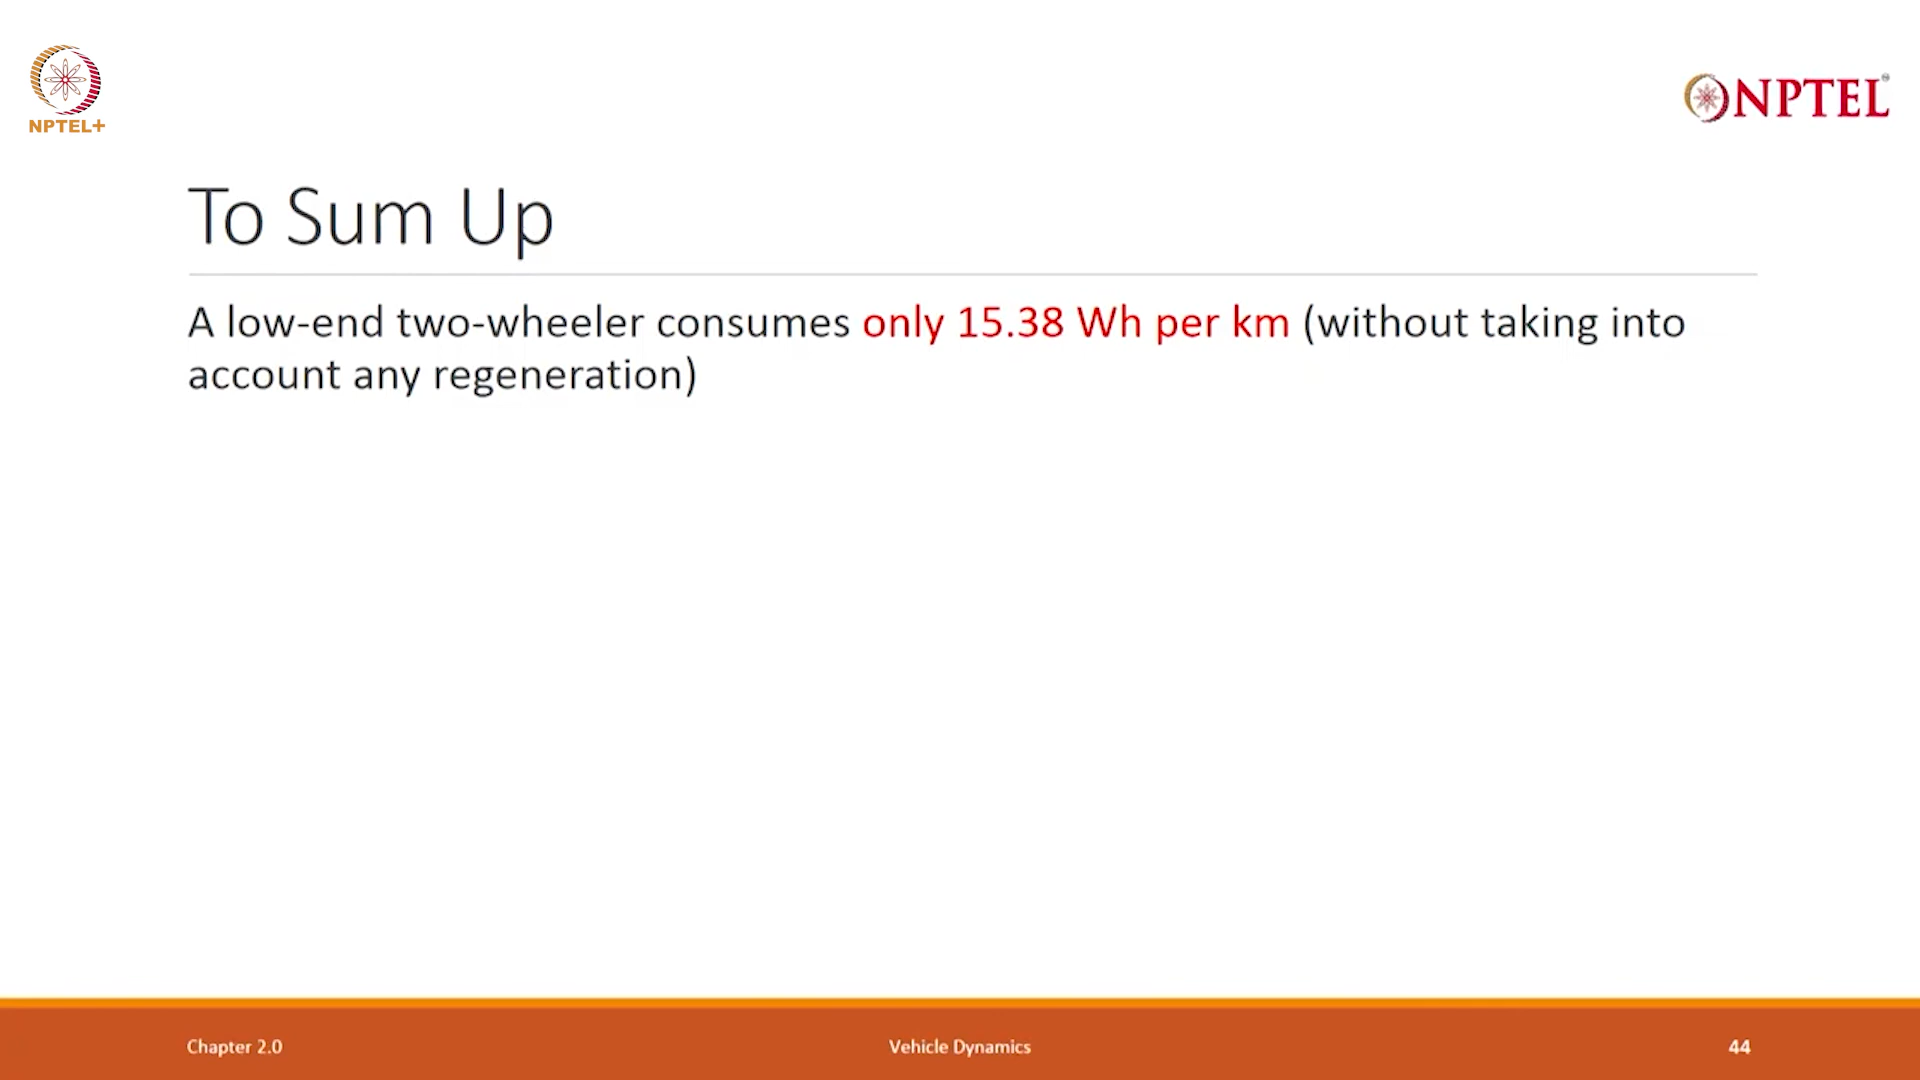 NPTEL+
NPTEL
To Sum Up
A low-end two-wheeler consumes only 15.38 Wh per km (without taking into
account any regeneration)
Chapter 2.0
Vehicle Dynamics
44